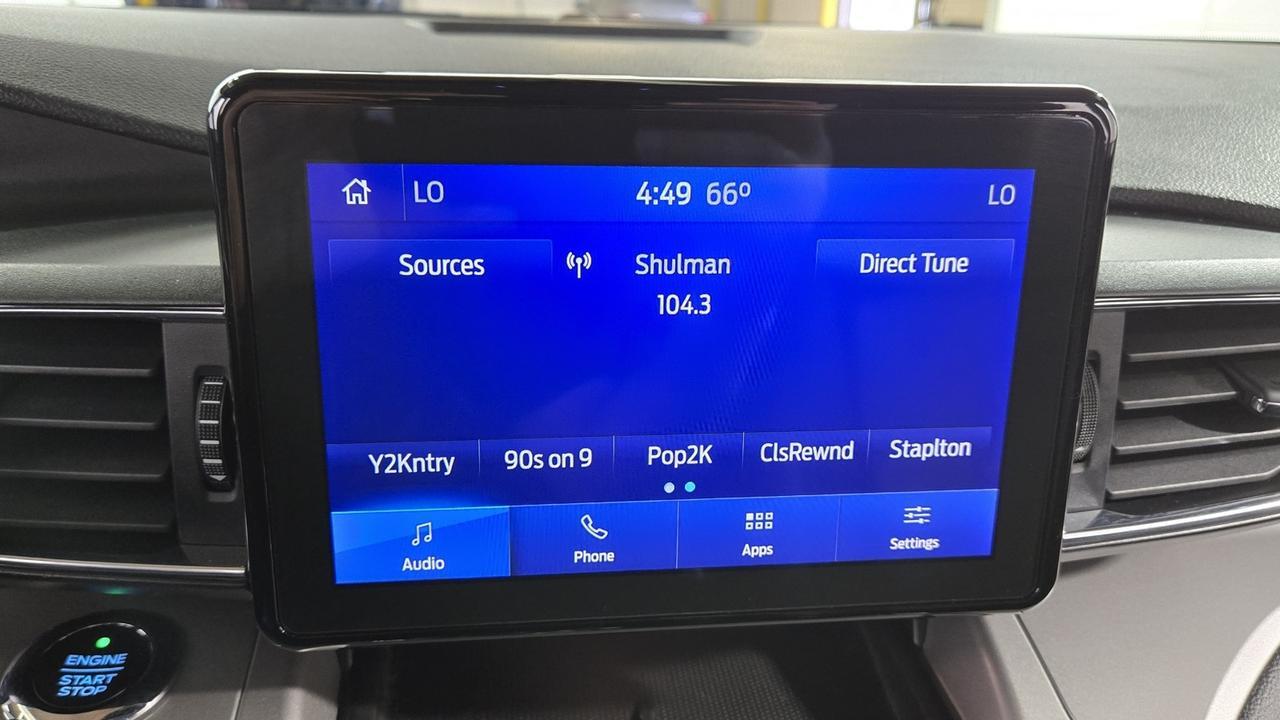 LO 4:49 66° LO
Sources Shulman Direct Tune
104.3
Y2Kntry 90s on 9 Pop2K ClsRewnd Staplton
Audio Phone Apps Settings
ENGINE
START
STOP